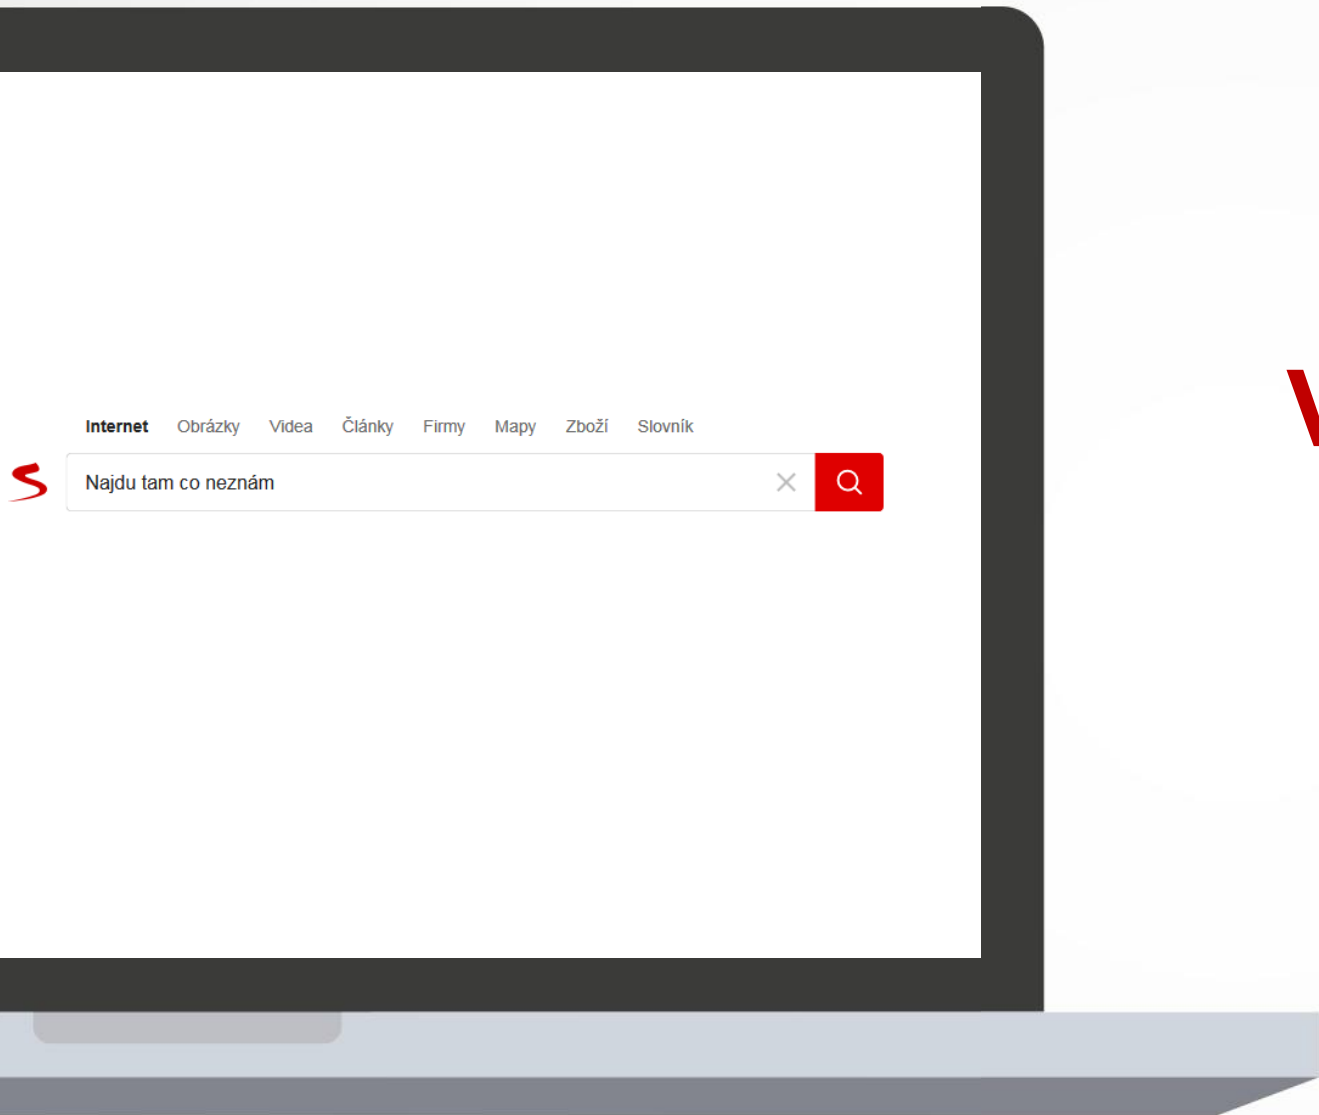 Internet Obrázky Videa Články Firmy Mapy Zboží Slovník
Najdu tam co neznám
V